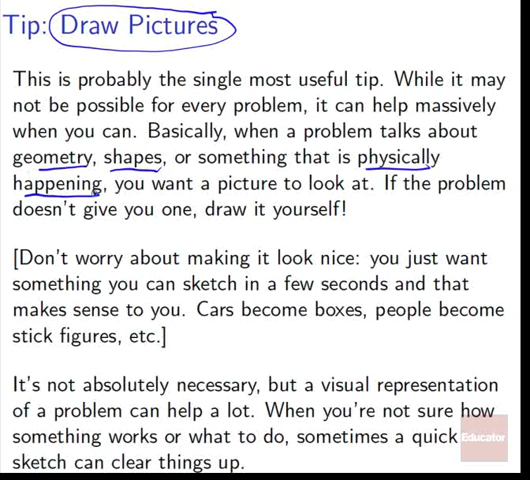 Tip: Draw Pictures
This is probably the single most useful tip. While it may
not be possible for every problem, it can help massively
when you can. Basically, when a problem talks about
geometry, shapes, or something that is physically
happening, you want a picture to look at. If the problem
doesn't give you one, draw it yourself!
[Don't worry about making it look nice: you just want
something you can sketch in a few seconds and that
makes sense to you. Cars become boxes, people become
stick figures, etc.]
It's not absolutely necessary, but a visual representation
of a problem can help a lot. When you're not sure how
something works or what to do, sometimes a quick
Educator
sketch can clear things up.